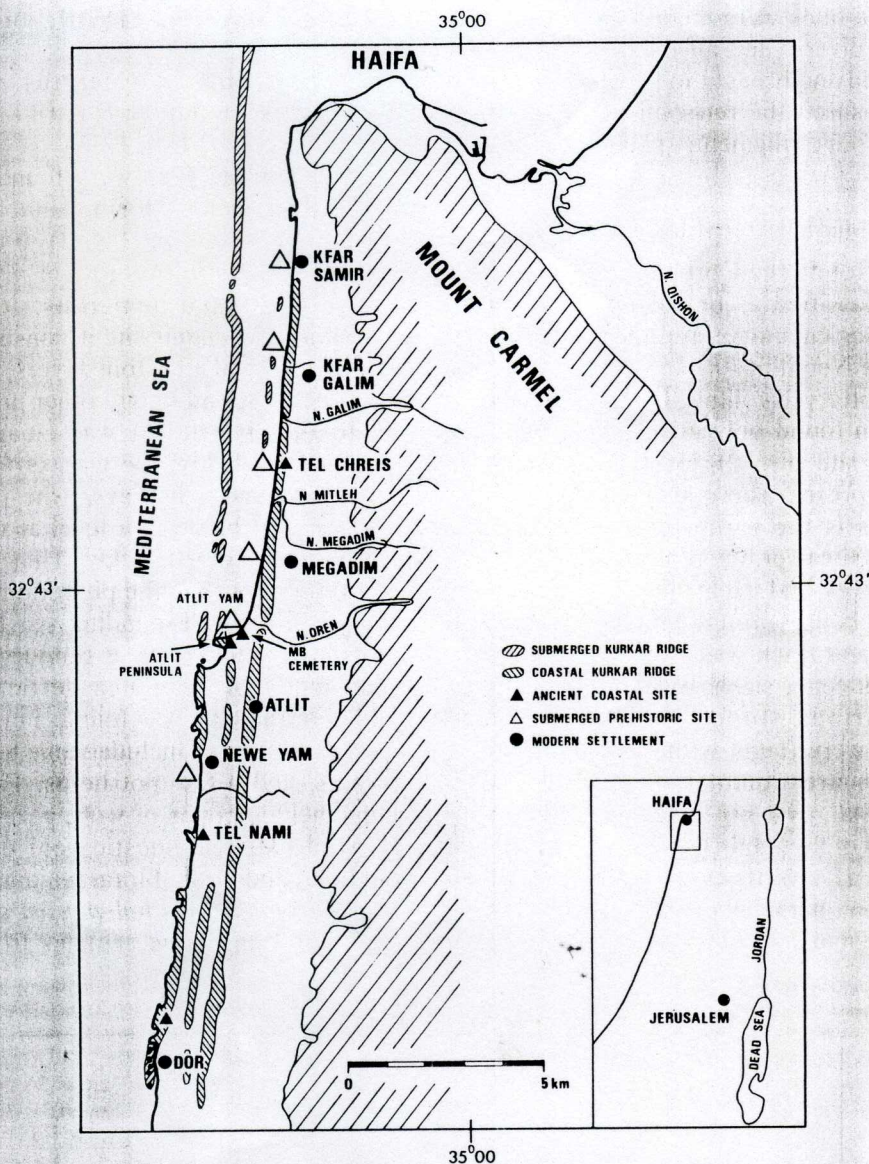 35°00
HAIFA
KFAR
SAMIR
MOUNT CARMEL
N. QISHON
MEDITERRANEAN SEA
KFAR
GALIM
N. GALIM
TEL CHREIS
N MITLEH
N. MEGADIM
MEGADIM
32°43'
32°43'
ATLIT YAM
N. OREN
ATLIT
PENINSULA
MB
CEMETERY
SUBMERGED KURKAR RIDGE
COASTAL KURKAR RIDGE
ANCIENT COASTAL SITE
SUBMERGED PREHISTORIC SITE
MODERN SETTLEMENT
ATLIT
NEWE YAM
TEL NAMI
HAIFA
JORDAN
JERUSALEM
DEAD SEA
DOR
0 5 km
35°00